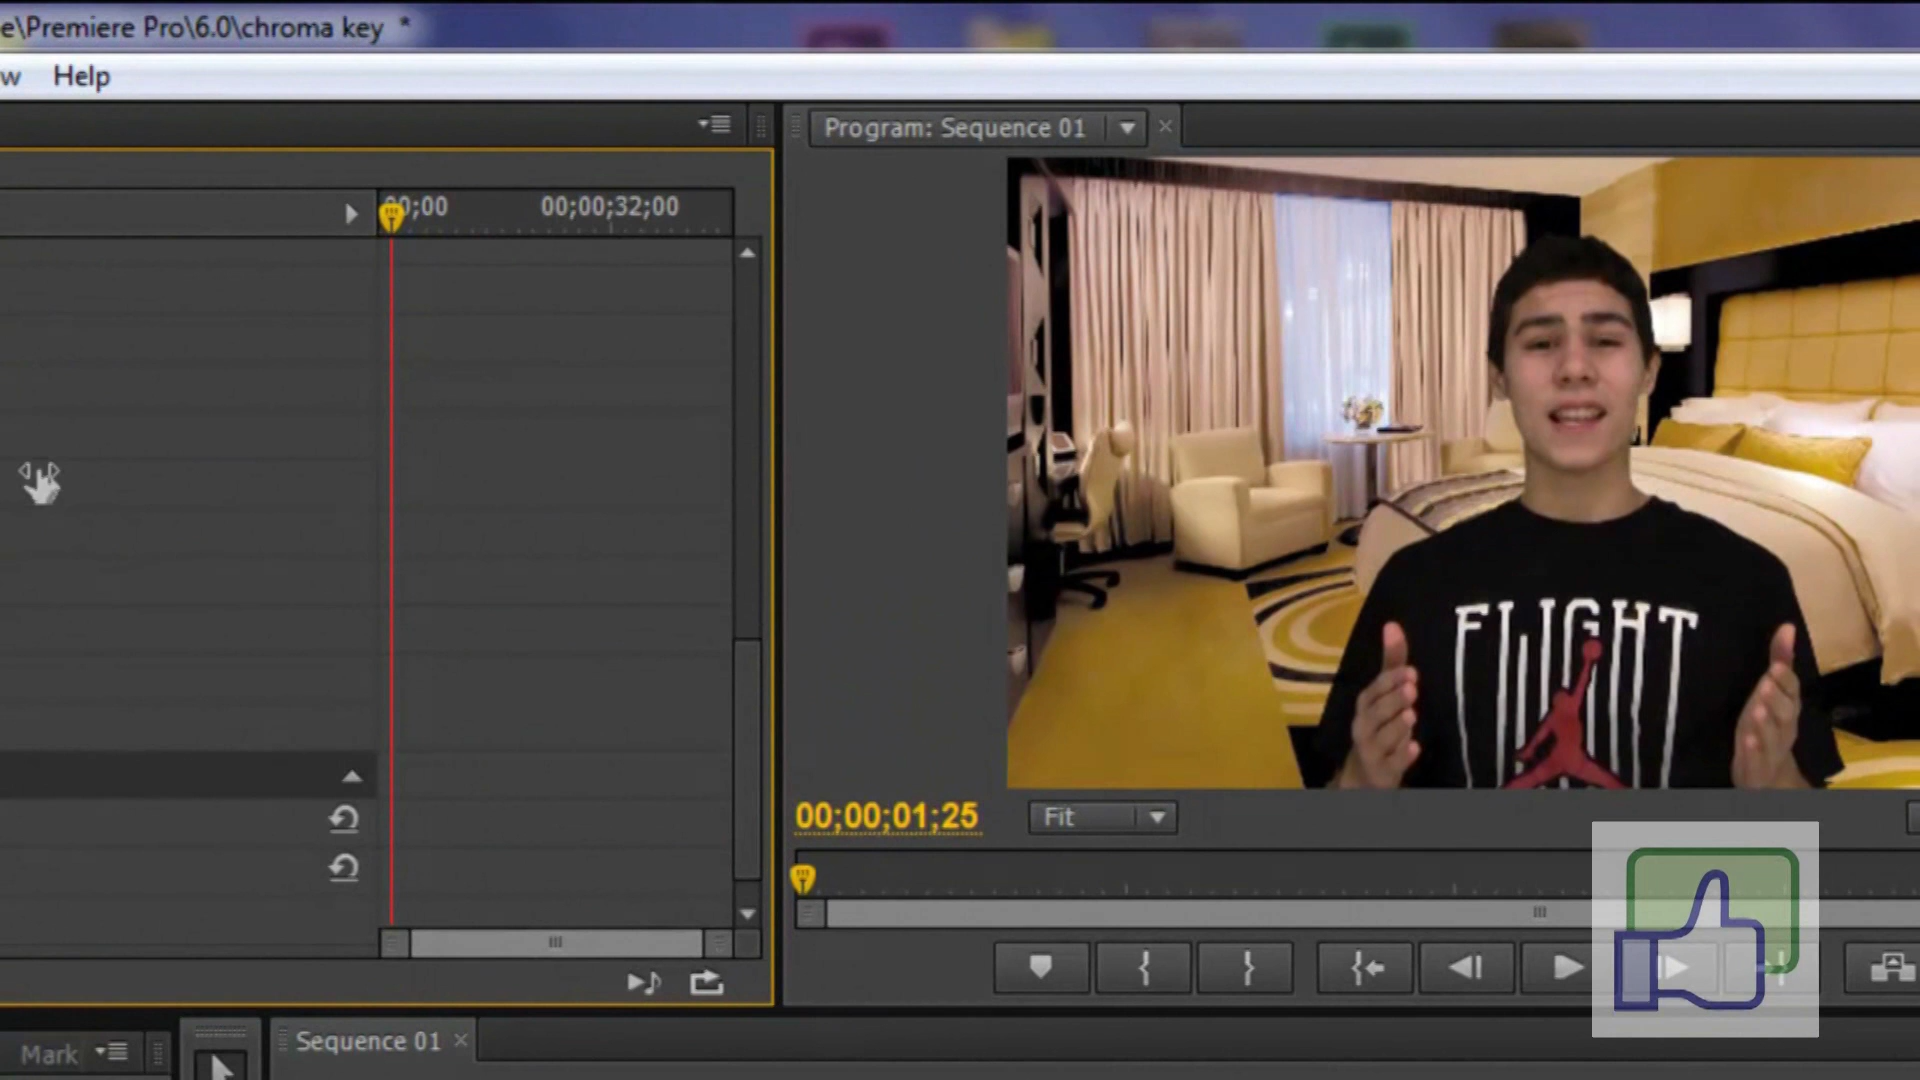 e\Premiere Pro\6.0\chroma key *
w Help
Program: Sequence 01
00;00 00;00;32;00
FLIGHT
00;00;01;25 Fit
Mark Sequence 01